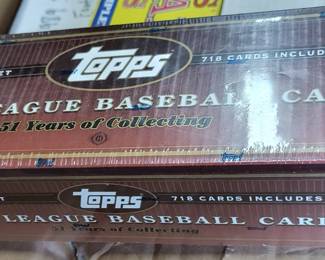 ET
Topps
718 CARDS INCLUDE
LEAGUE BASEBALL CA
51 Years of Collecting
Topps
718 CARDS INCLUDES
LEAGUE BASEBALL CARD
51 Years of Collecting